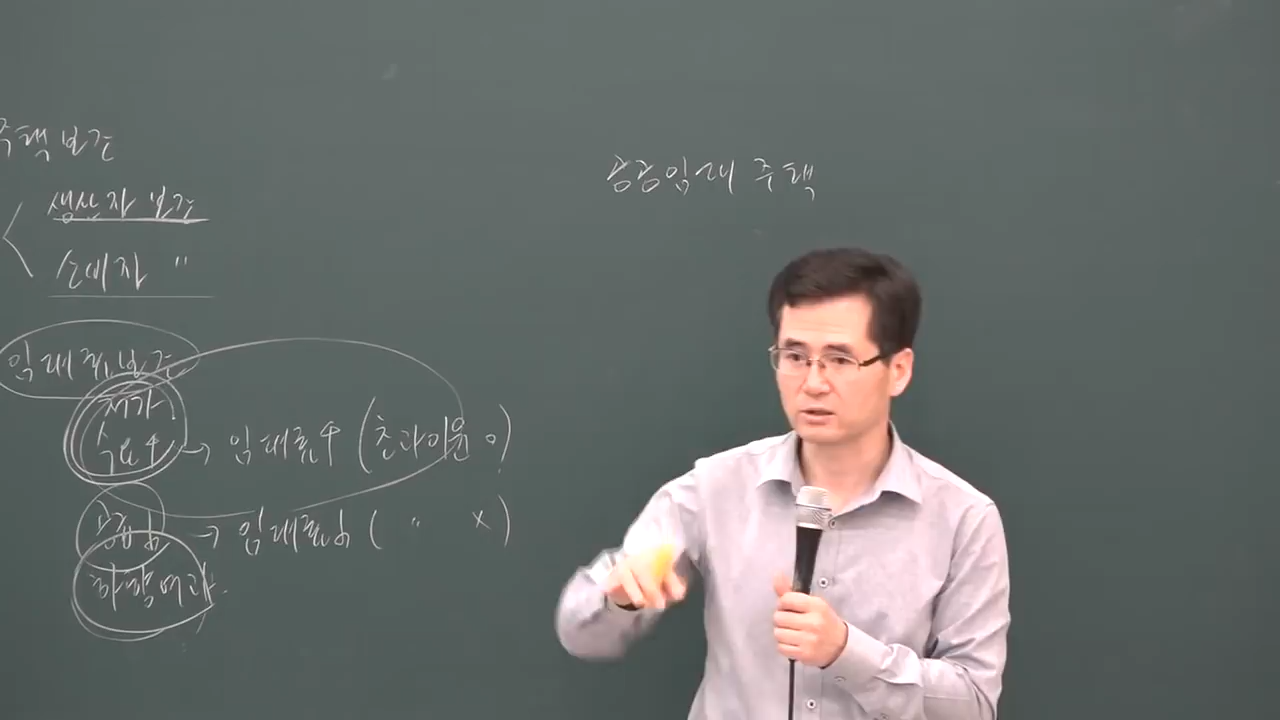 주택보조
생산자 보조
소비자 "
임대료보조
저가
수요↑ → 임대료↑ (초과이윤 o)
공급↑ → 임대료↓ ( " x)
하향여과
공공임대 주택